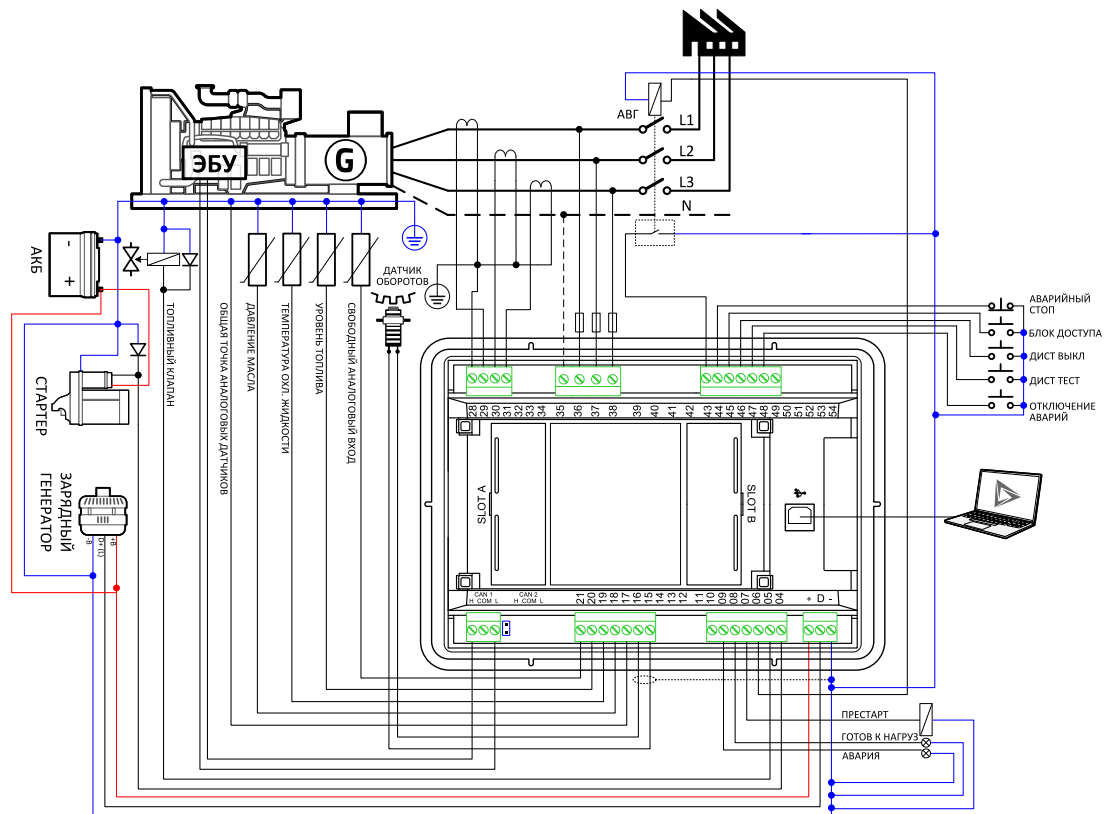 АВГ
L1
L2
L3
N
ЭБУ
G
АКБ
-
+
ТОПЛИВНЫЙ КЛАПАН
ОБЩАЯ ТОЧКА АНАЛОГОВЫХ ДАТЧИКОВ
ДАВЛЕНИЕ МАСЛА
ТЕМПЕРАТУРА ОХЛ. ЖИДКОСТИ
УРОВЕНЬ ТОПЛИВА
СВОБОДНЫЙ АНАЛОГОВЫЙ ВХОД
ДАТЧИК
ОБОРОТОВ
СТАРТЕР
ЗАРЯДНЫЙ
ГЕНЕРАТОР
-B
D+ (L)
+B
АВАРИЙНЫЙ
СТОП
БЛОК ДОСТУПА
ДИСТ ВЫКЛ
ДИСТ ТЕСТ
ОТКЛЮЧЕНИЕ
АВАРИЙ
28 29 30 31 32 33 34 35 36 37 38 39 40 41 42 43 44 50 45 46 47 48 49 51 52 53 54
SLOT A
SLOT B
CAN 1
H COM L
CAN 2
H COM L
21 20 19 18 17 16 15 14 13 12 11 10 09 08 07 06 05 04 + D -
ПРЕСТАРТ
ГОТОВ К НАГРУЗ
АВАРИЯ